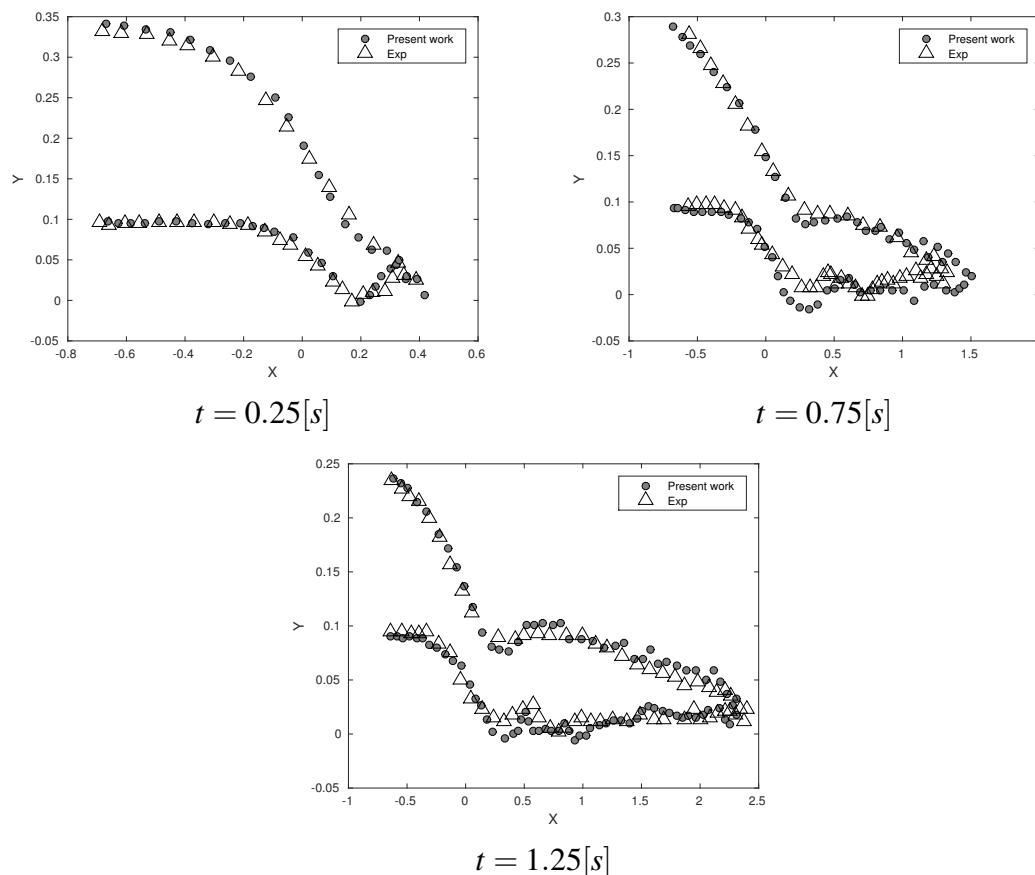 0.35
0.3
0.25
0.2
0.15
0.1
0.05
0
-0.05
Y
-0.8 -0.6 -0.4 -0.2 0 0.2 0.4 0.6
X
Present work
Exp
t = 0.25[s]
0.3
0.25
0.2
0.15
0.1
0.05
0
-0.05
Y
-1 -0.5 0 0.5 1 1.5
X
Present work
Exp
t = 0.75[s]
0.25
0.2
0.15
0.1
0.05
0
-0.05
Y
-1 -0.5 0 0.5 1 1.5 2 2.5
X
Present work
Exp
t = 1.25[s]